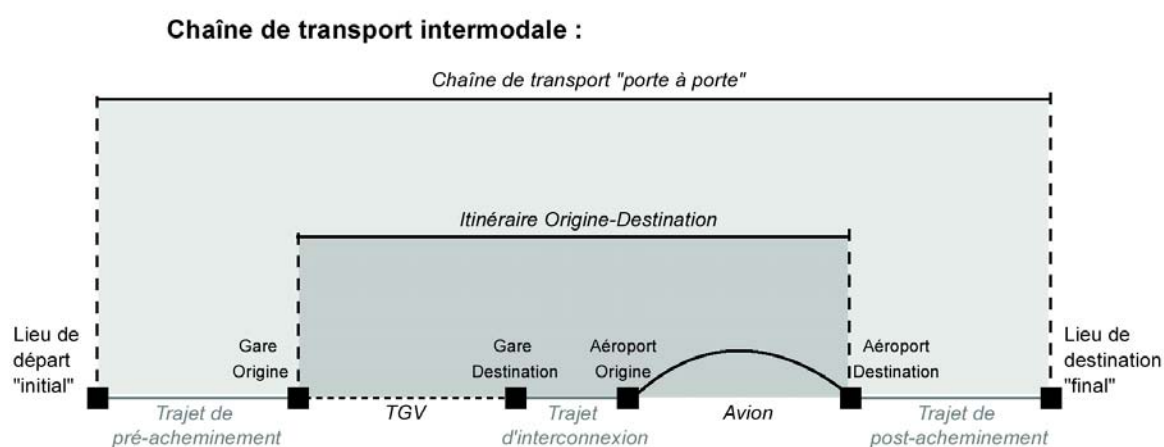 Chaîne de transport intermodale :
Chaîne de transport "porte à porte"
Itinéraire Origine-Destination
Lieu de
départ
"initial"
Gare
Origine
Gare
Destination
Aéroport
Origine
Aéroport
Destination
Lieu de
destination
"final"
Trajet de
pré-acheminement
TGV
Trajet
d'interconnexion
Avion
Trajet de
post-acheminement